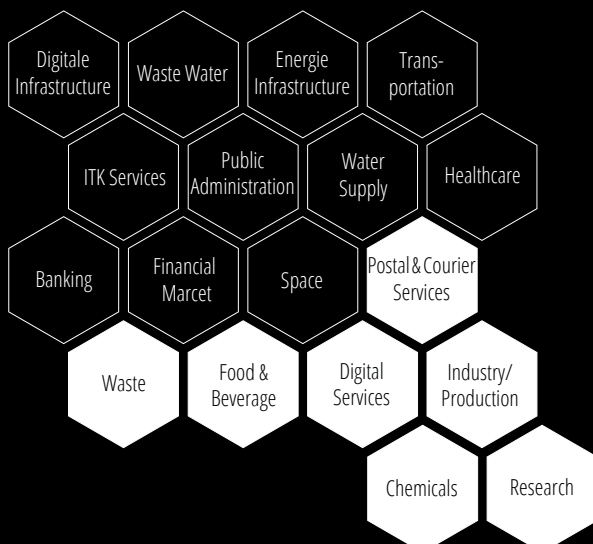 Digitale
Infrastructure
Waste Water
Energie
Infrastructure
Trans-
portation
ITK Services
Public
Administration
Water
Supply
Healthcare
Banking
Financial
Marcet
Space
Postal & Courier
Services
Waste
Food &
Beverage
Digital
Services
Industry/
Production
Chemicals
Research